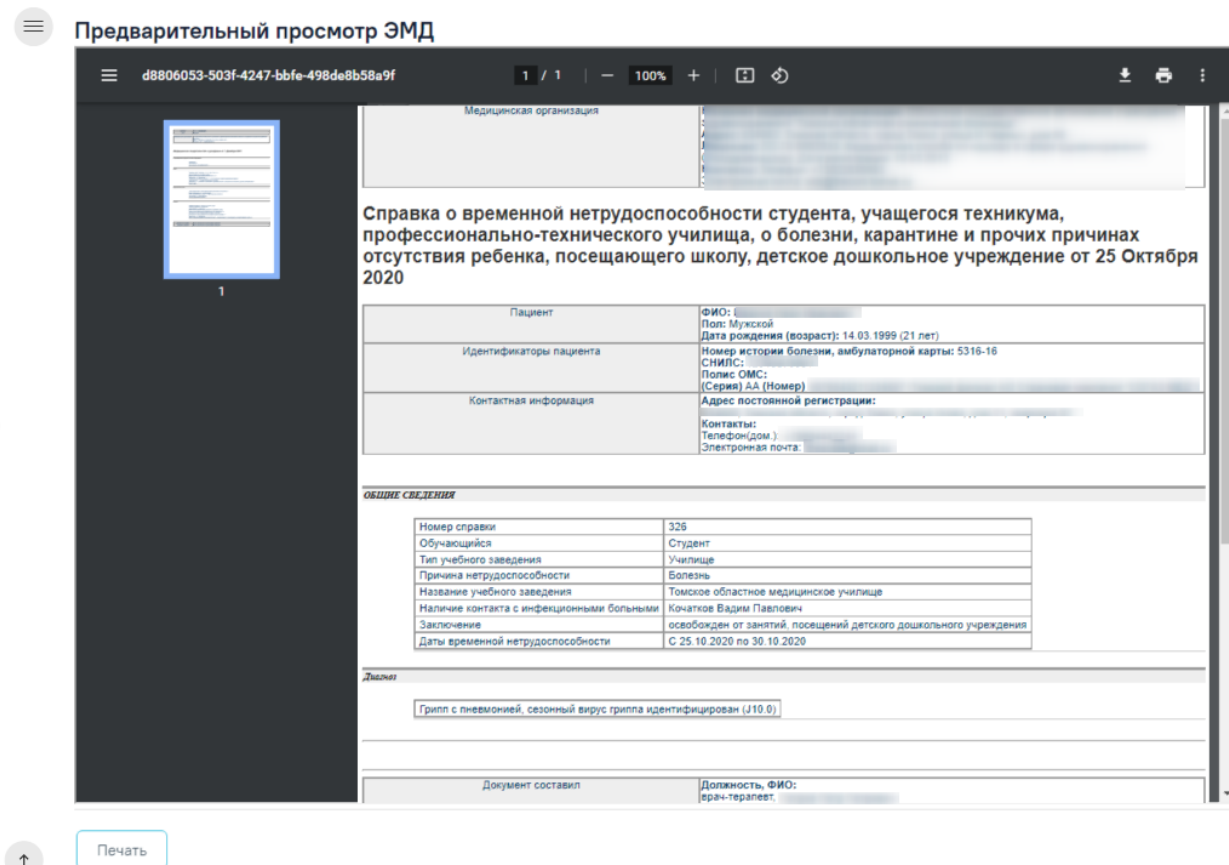 Предварительный просмотр ЭМД
d8806053-503f-4247-bbfe-498de8b58a9f
1 / 1
100%
1
Медицинская организация
Справка о временной нетрудоспособности студента, учащегося техникума,
профессионально-технического училища, о болезни, карантине и прочих причинах
отсутствия ребенка, посещающего школу, детское дошкольное учреждение от 25 Октября
2020
Пациент
ФИО:
Пол: Мужской
Дата рождения (возраст): 14.03.1999 (21 лет)
Идентификаторы пациента
Номер истории болезни, амбулаторной карты: 5316-16
СНИЛС:
Полис ОМС:
(Серия) АА (Номер)
Контактная информация
Адрес постоянной регистрации:
Контакты:
Телефон(дом.):
Электронная почта:
ОБЩИЕ СВЕДЕНИЯ
Номер справки 326
Обучающийся Студент
Тип учебного заведения Училище
Причина нетрудоспособности Болезнь
Название учебного заведения Томское областное медицинское училище
Наличие контакта с инфекционными больными Кочатков Вадим Павлович
Заключение освобожден от занятий, посещений детского дошкольного учреждения
Даты временной нетрудоспособности С 25.10.2020 по 30.10.2020
Диагноз
Грипп с пневмонией, сезонный вирус гриппа идентифицирован (J10.0)
Документ составил
Должность, ФИО:
врач-терапевт,
Печать